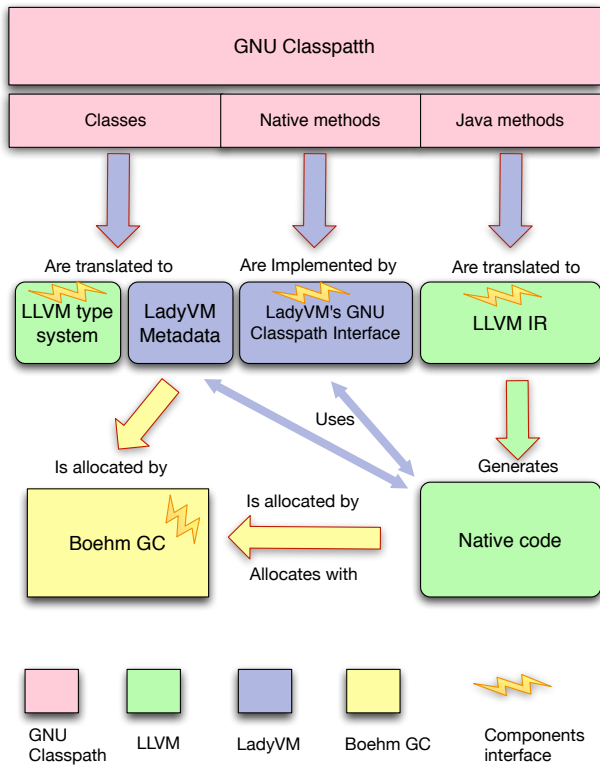 GNU Classpatth
Classes
Native methods
Java methods
Are translated to
Are Implemented by
Are translated to
LLVM type
system
LadyVM
Metadata
LadyVM's GNU
Classpath Interface
LLVM IR
Uses
Is allocated by
Generates
Is allocated by
Boehm GC
Native code
Allocates with
GNU
Classpath
LLVM
LadyVM
Boehm GC
Components
interface